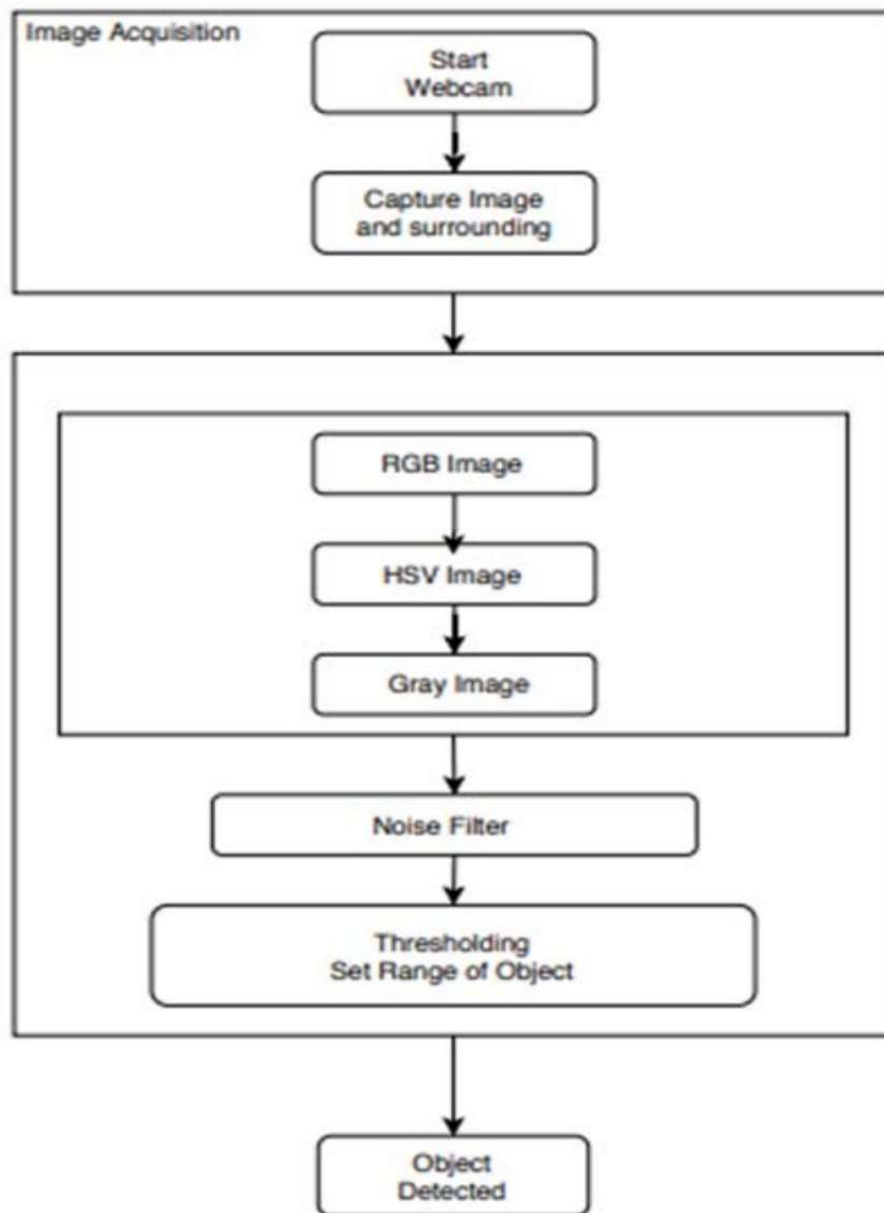 Image Acquisition
Start
Webcam
Capture Image
and surrounding
RGB Image
HSV Image
Gray Image
Noise Filter
Thresholding
Set Range of Object
Object
Detected